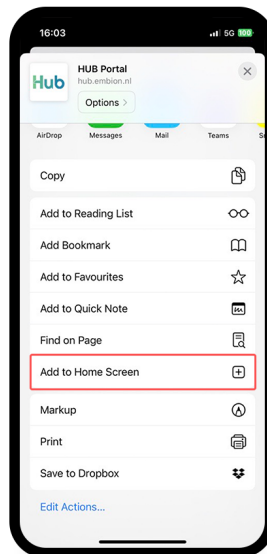 16:03
5G 100
Hub
HUB Portal
hub.embion.nl
Options
AirDrop Messages Mail Teams
Copy
Add to Reading List
Add Bookmark
Add to Favourites
Add to Quick Note
Find on Page
Add to Home Screen
Markup
Print
Save to Dropbox
Edit Actions...